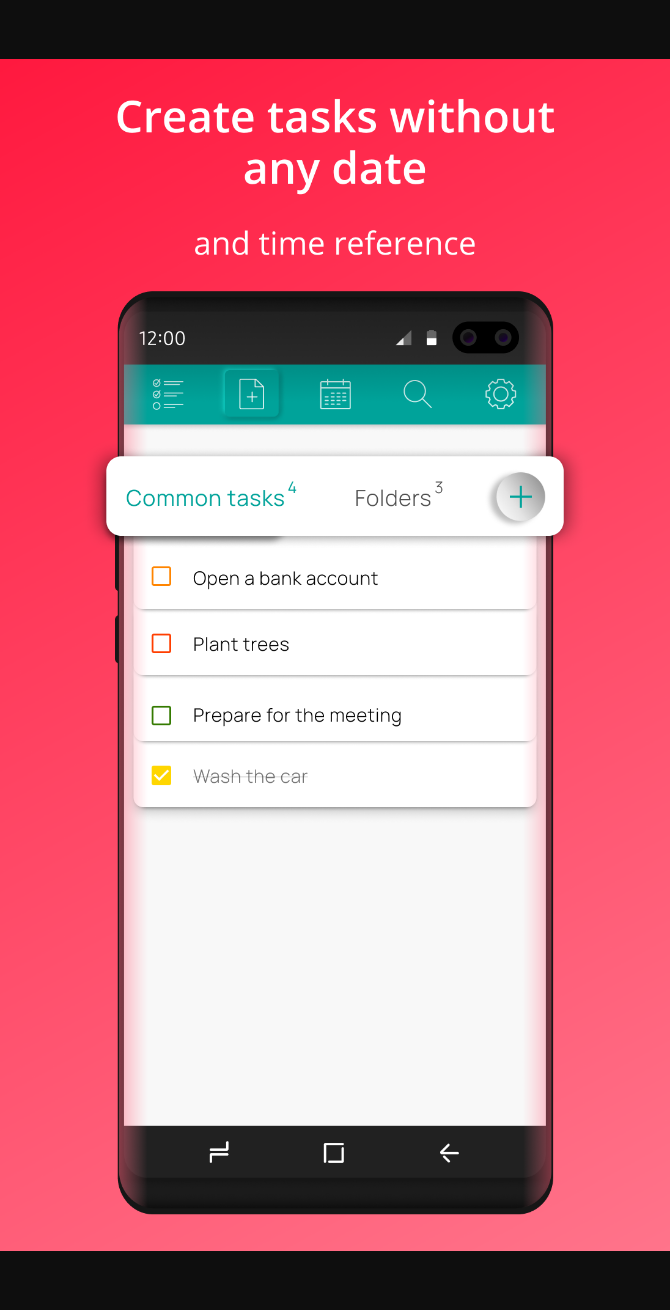 Create tasks without
any date
and time reference
12:00
Common tasks 4 Folders 3
Open a bank account
Plant trees
Prepare for the meeting
Wash the car